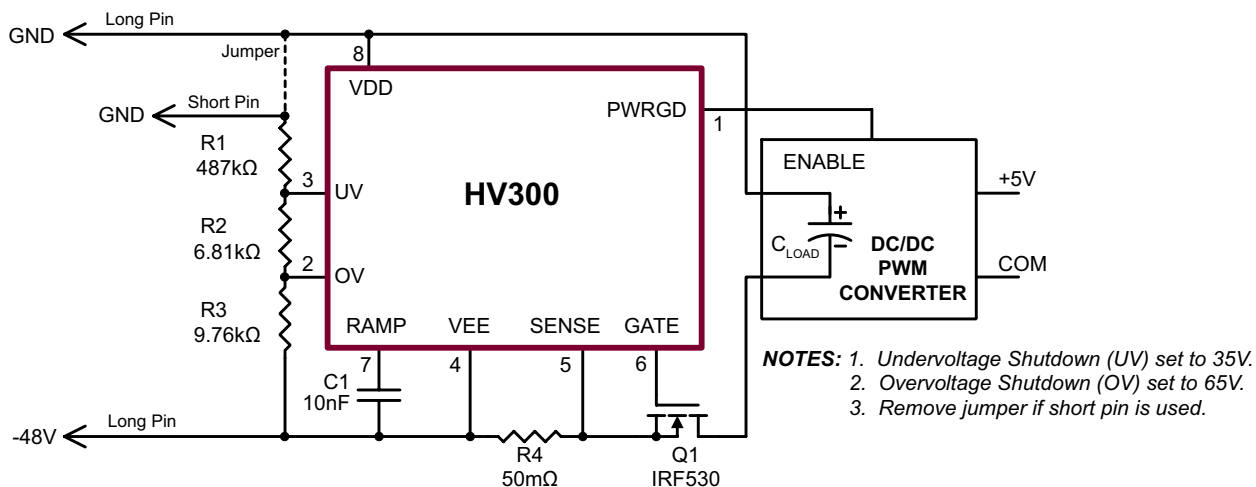 GND
Long Pin
Jumper
8
VDD
GND
Short Pin
PWRGD
1
R1
487kΩ
ENABLE
3
UV
HV300
+5V
+
R2
6.81kΩ
C LOAD
–
DC/DC
PWM
CONVERTER
2
OV
COM
R3
9.76kΩ
RAMP
VEE
SENSE
GATE
7
4
5
6
C1
10nF
NOTES: 1. Undervoltage Shutdown (UV) set to 35V.
2. Overvoltage Shutdown (OV) set to 65V.
3. Remove jumper if short pin is used.
-48V
Long Pin
R4
50mΩ
Q1
IRF530